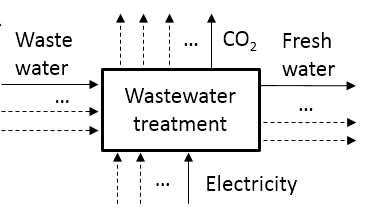 ... CO₂
Waste
water
Fresh
water
...
Wastewater
treatment
...
... Electricity